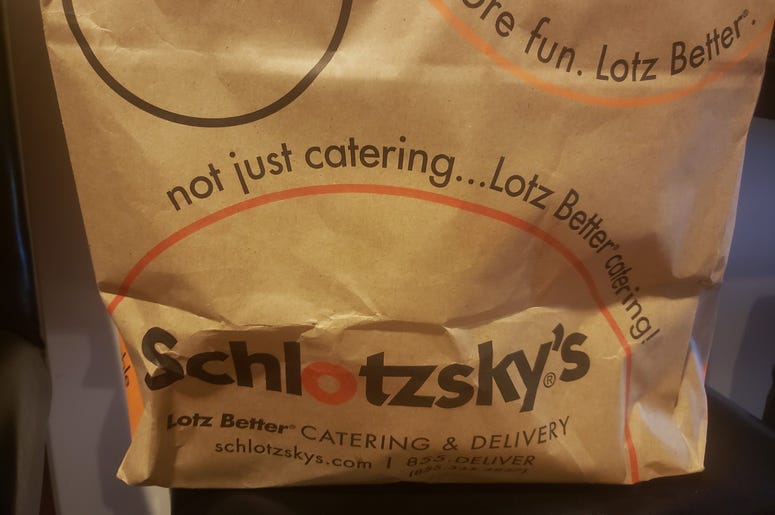 ore fun. Lotz Better®.
not just catering...Lotz Better® catering!
Schlotzsky's®
Lotz Better® CATERING & DELIVERY
schlotzskys.com | 855.DELIVER